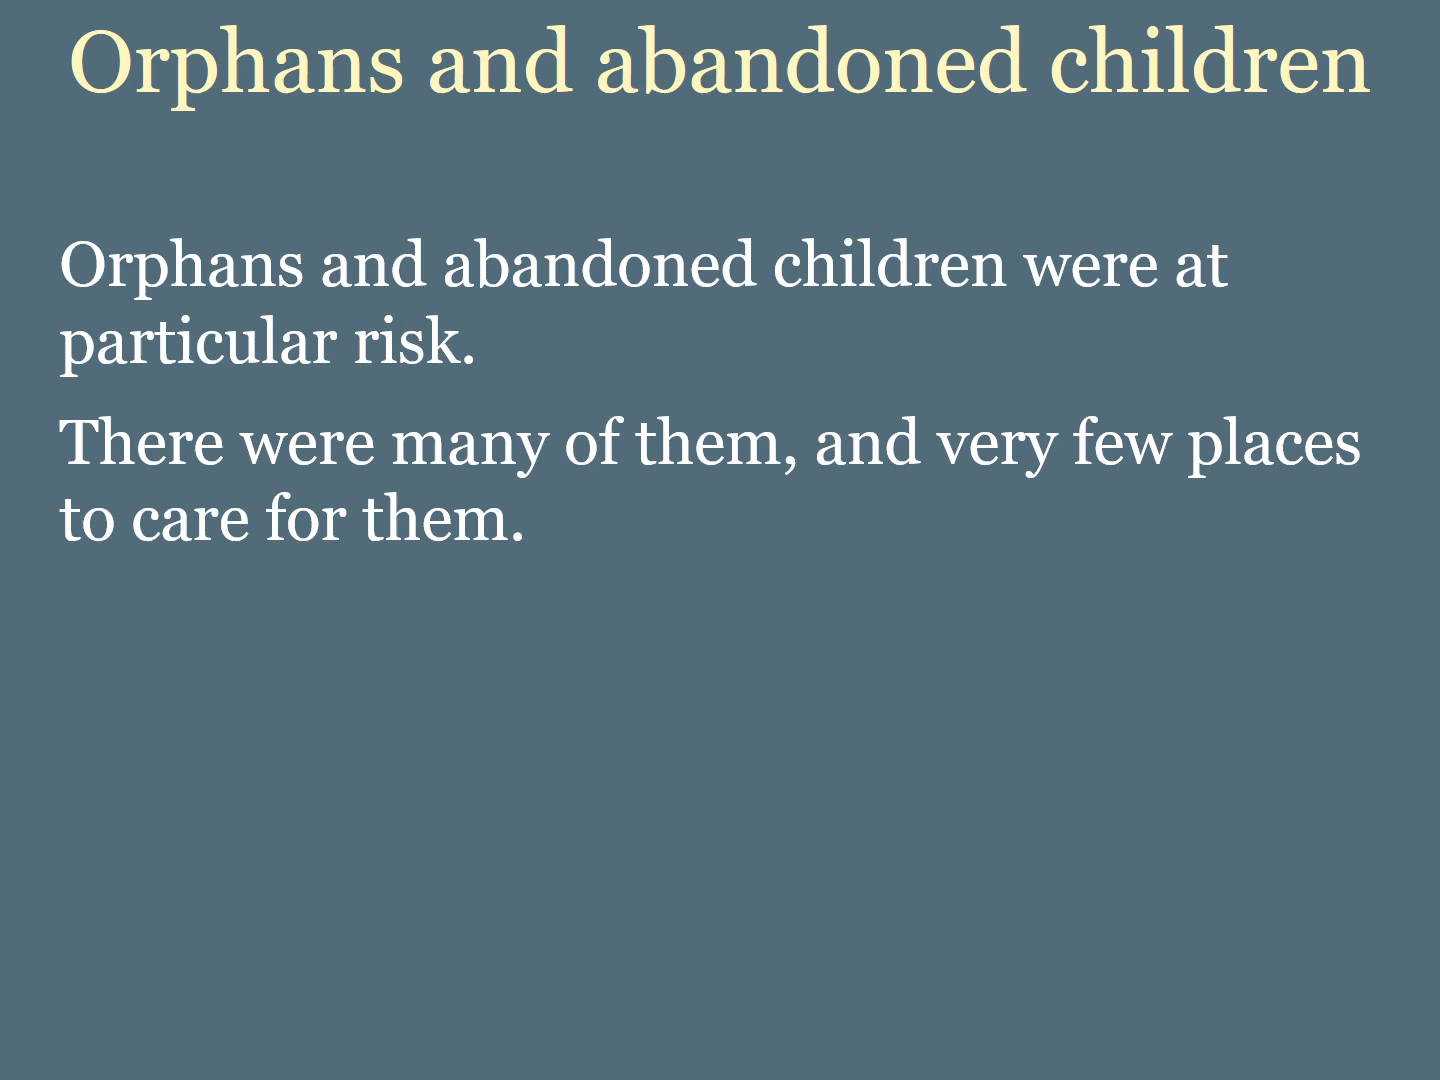 Orphans and abandoned children
Orphans and abandoned children were at
particular risk.
There were many of them, and very few places
to care for them.